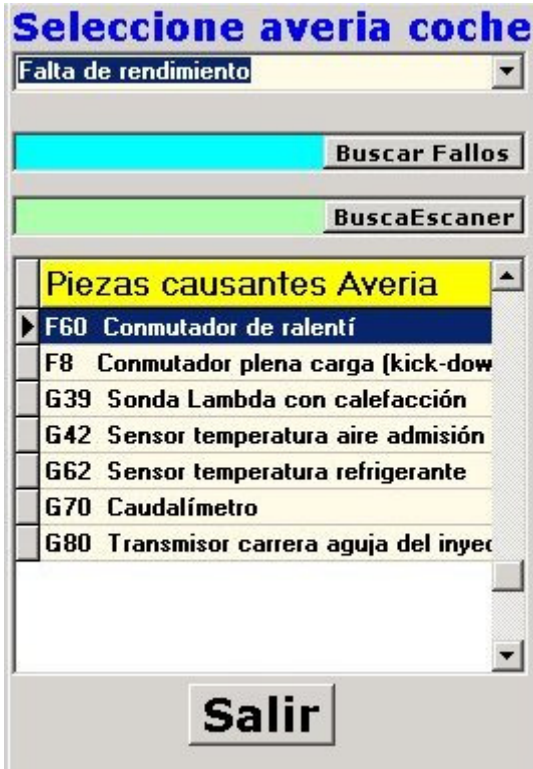 Seleccione averia coche
Falta de rendimiento
Buscar Fallos
BuscaEscaner
Piezas causantes Averia
F60 Conmutador de ralentí
F8 Conmutador plena carga (kick-dow
G39 Sonda Lambda con calefacción
G42 Sensor temperatura aire admisión
G62 Sensor temperatura refrigerante
G70 Caudalímetro
G80 Transmisor carrera aguja del inyec
Salir